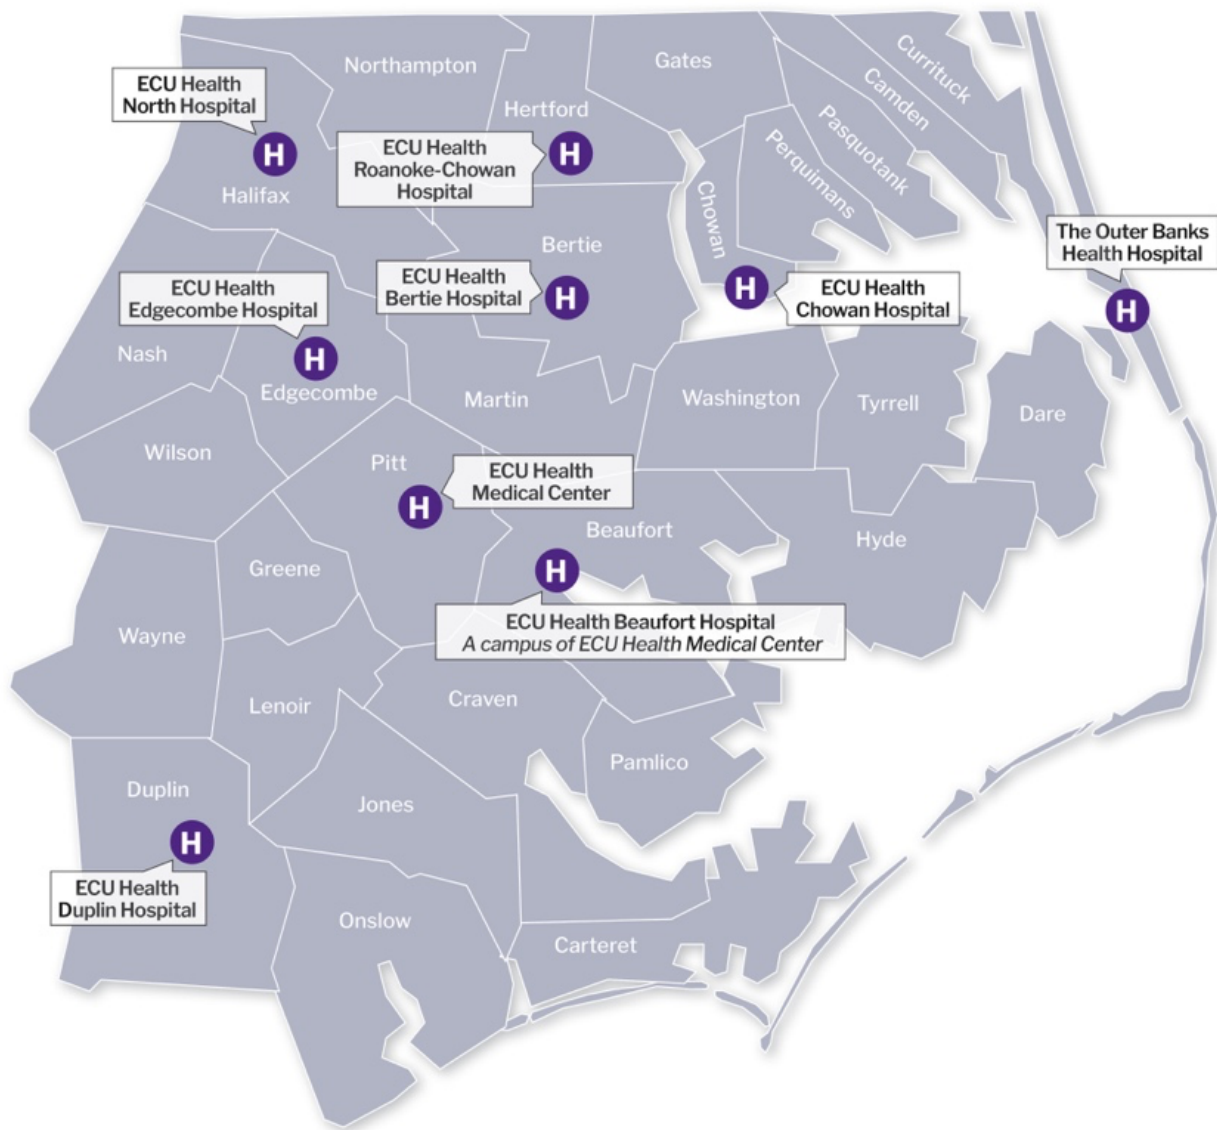 Northampton
Gates
Currituck
Camden
ECU Health
North Hospital
H
Hertford
ECU Health
Roanoke-Chowan
Hospital
H
Pasquotank
Perquimans
Halifax
Chowan
The Outer Banks
Health Hospital
H
Bertie
ECU Health
Bertie Hospital
H
ECU Health
Chowan Hospital
H
ECU Health
Edgecombe Hospital
H
Nash
Edgecombe
Martin
Washington
Tyrrell
Dare
Wilson
Pitt
ECU Health
Medical Center
H
Beaufort
Hyde
Greene
H
ECU Health Beaufort Hospital
A campus of ECU Health Medical Center
Wayne
Lenoir
Craven
Pamlico
Duplin
Jones
H
ECU Health
Duplin Hospital
Onslow
Carteret